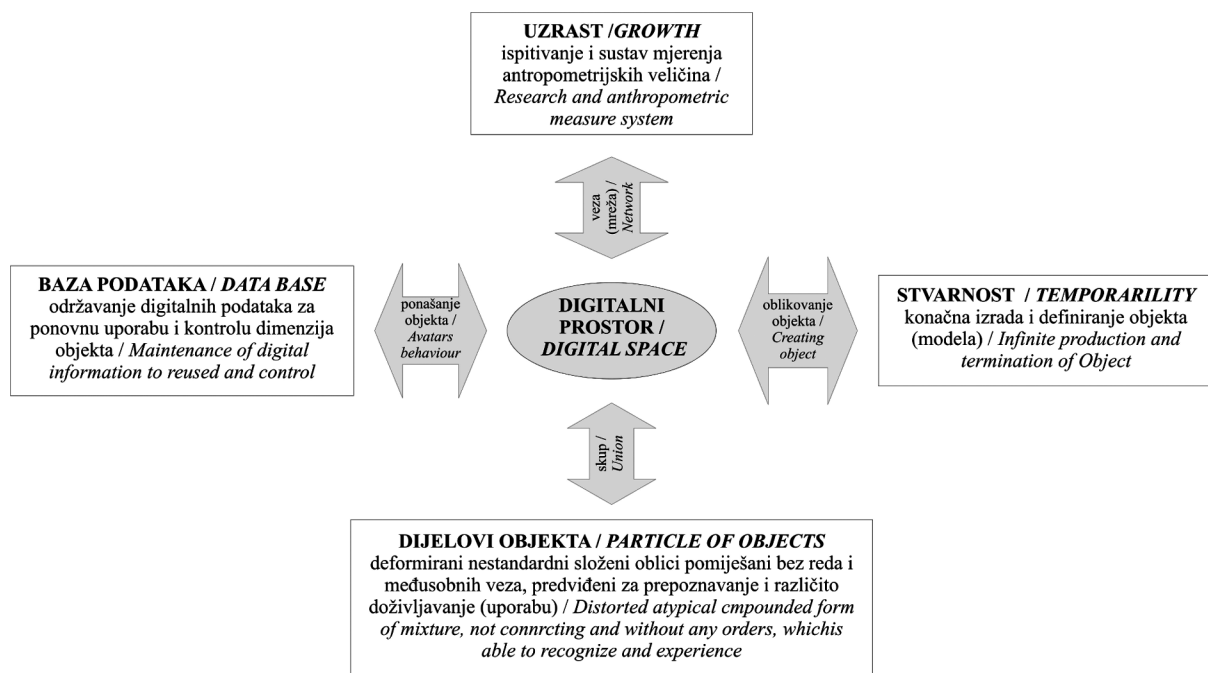 UZRAST /GROWTH
ispitivanje i sustav mjerenja
antropometrijskih veličina /
Research and anthropometric
measure system
veza
(mreža) /
Network
BAZA PODATAKA / DATA BASE
održavanje digitalnih podataka za
ponovnu uporabu i kontrolu dimenzija
objekta / Maintenance of digital
information to reused and control
ponašanje
objekta /
Avatars
behaviour
DIGITALNI
PROSTOR /
DIGITAL SPACE
oblikovanje
objekta /
Creating
object
STVARNOST / TEMPORARILITY
konačna izrada i definiranje objekta
(modela) / Infinite production and
termination of Object
skup /
Union
DIJELOVI OBJEKTA / PARTICLE OF OBJECTS
deformirani nestandardni složeni oblici pomiješani bez reda i
međusobnih veza, predviđeni za prepoznavanje i različito
doživljavanje (uporabu) / Distorted atypical cmpounded form
of mixture, not connrcting and without any orders, whichis
able to recognize and experience